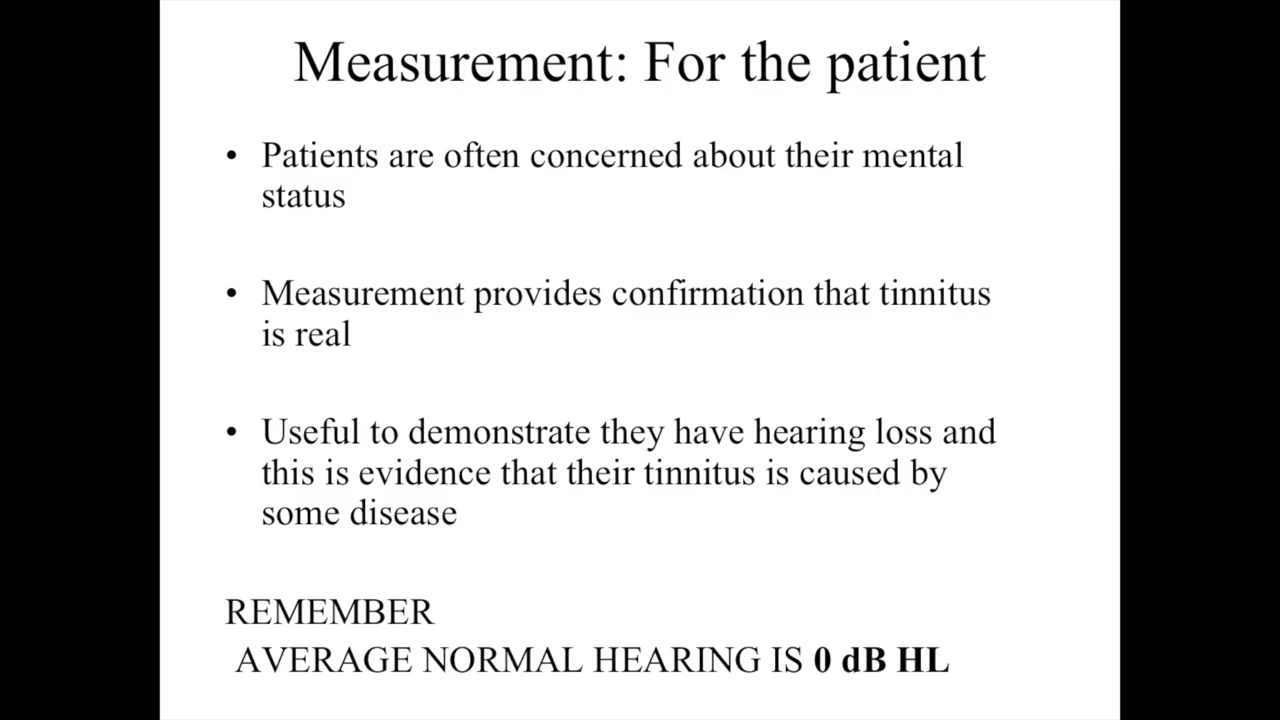 Measurement: For the patient
• Patients are often concerned about their mental
status
• Measurement provides confirmation that tinnitus
is real
• Useful to demonstrate they have hearing loss and
this is evidence that their tinnitus is caused by
some disease
REMEMBER
AVERAGE NORMAL HEARING IS 0 dB HL